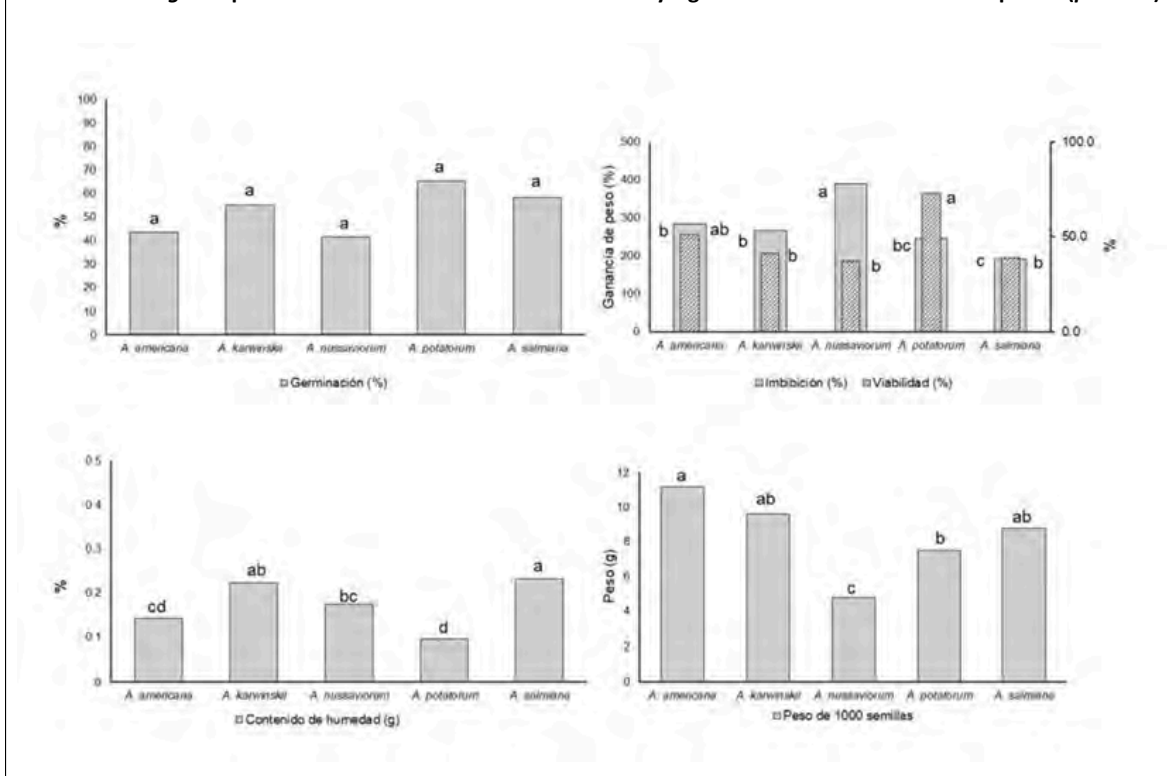 100
90
80
70
60
50
40
30
20
10
0
%
a
a
a
a
a
A. americana A. karwinskii A. nussaviorum A. potatorum A. salmiana
Germinación (%)
500
400
300
200
100
0
Ganancia de peso (%)
100.0
50.0
0.0
%
b ab
b b
a b
bc a
c b
A. americana A. karwinskii A. nussaviorum A. potatorum A. salmiana
Imbibición (%) Viabilidad (%)
0.5
0.4
0.3
0.2
0.1
0
%
cd
ab
bc
d
a
A. americana A. karwinskii A. nussaviorum A. potatorum A. salmiana
Contenido de humedad (g)
12
10
8
6
4
2
0
Peso (g)
a
ab
c
b
ab
A. americana A. karwinskii A. nussaviorum A. potatorum A. salmiana
Peso de 1000 semillas